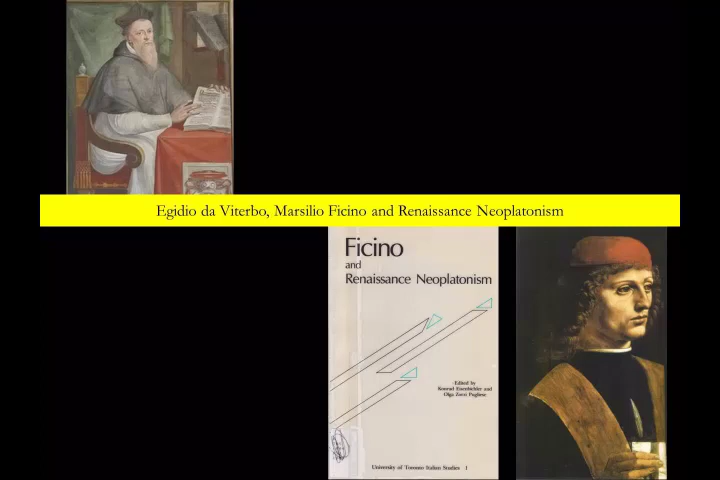 Egidio da Viterbo, Marsilio Ficino and Renaissance Neoplatonism
Ficino
and
Renaissance Neoplatonism
Edited by
Konrad Eisenbichler and
Olga Zorzi Pugliese
University of Toronto Italian Studies 1